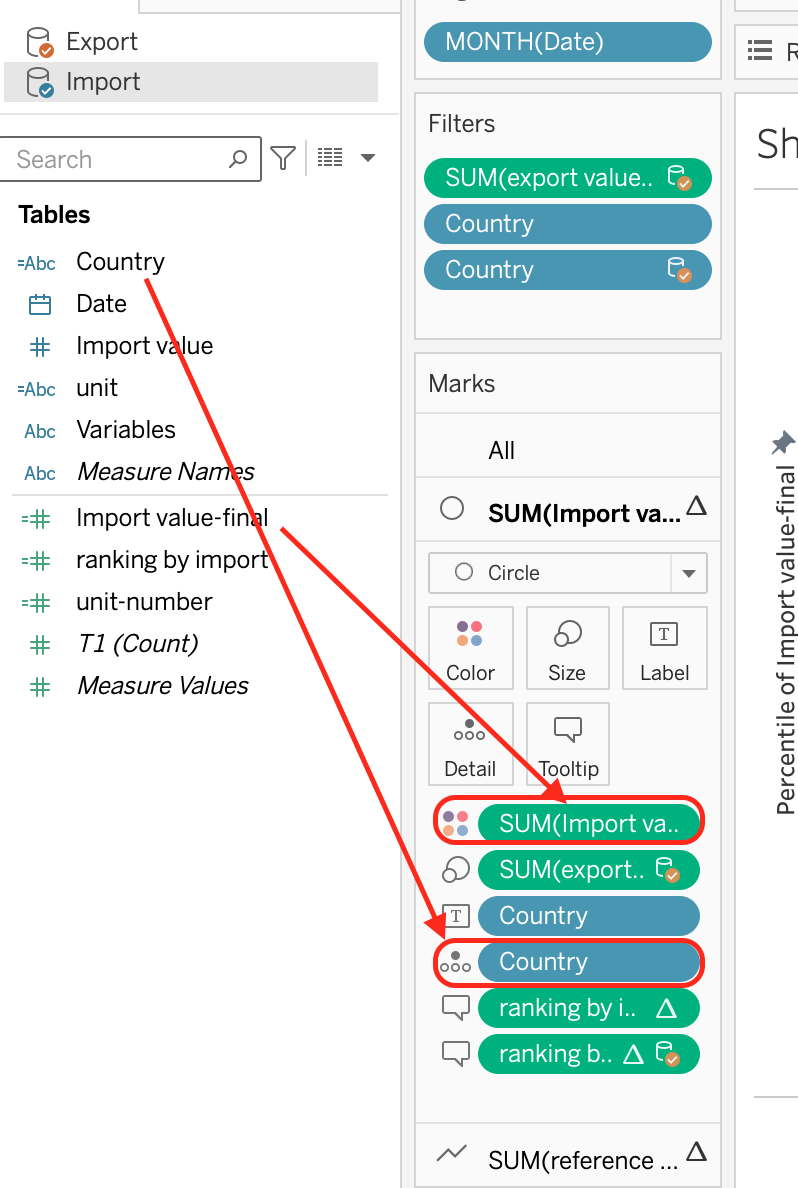 Export
Import
Search
Tables
=Abc Country
Date
Import value
=Abc unit
Abc Variables
Abc Measure Names
Import value-final
ranking by import
unit-number
T1 (Count)
Measure Values
MONTH(Date)
Filters
SUM(export value..
Country
Country
Marks
All
SUM(Import va...
Circle
Color
Size
T
Label
Detail
Tooltip
SUM(Import va..
SUM(export..
T Country
Country
ranking by i..
ranking b..
SUM(reference ...
Percentile of Import value-final